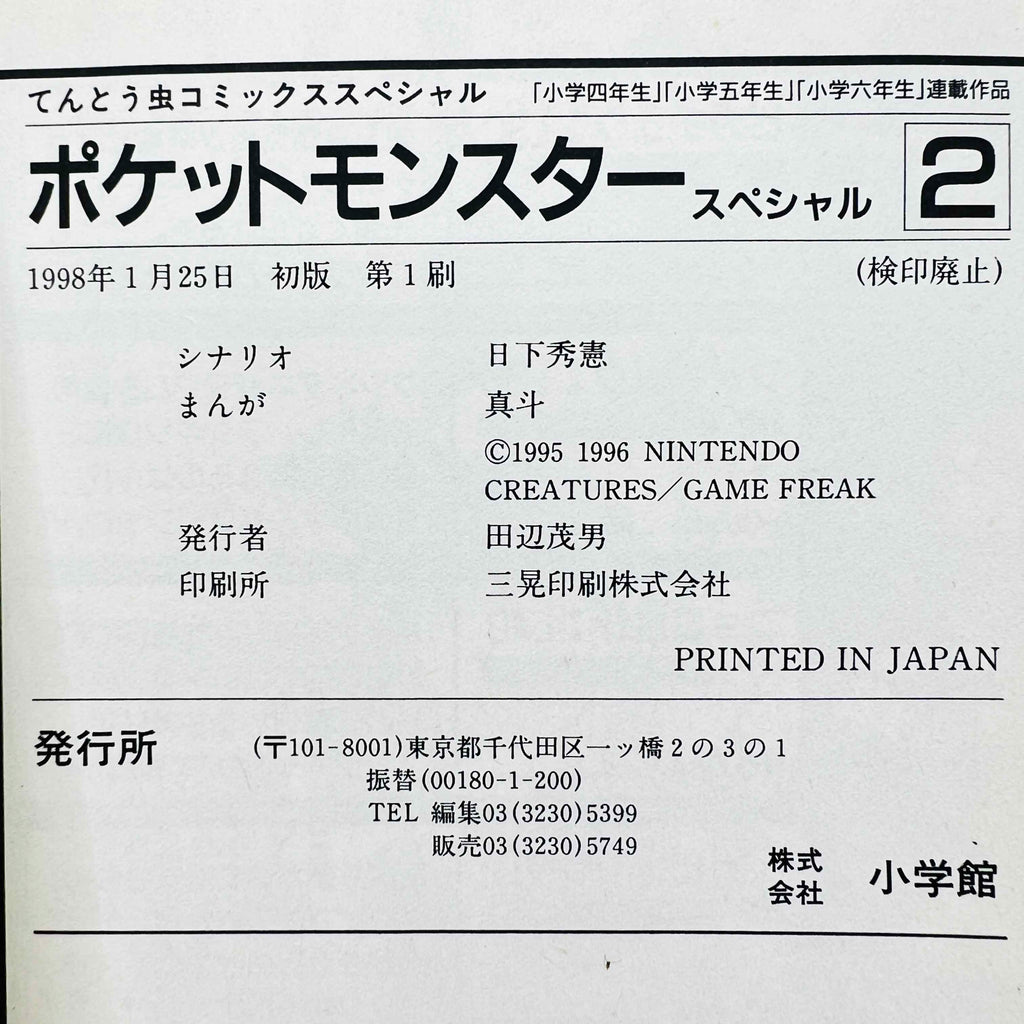 てんとう虫コミックススペシャル 「小学四年生」「小学五年生」「小学六年生」連載作品
ポケットモンスター スペシャル 2
1998年1月25日 初版 第1刷 (検印廃止)
シナリオ 日下秀憲
まんが 真斗
©1995 1996 NINTENDO
CREATURES／GAME FREAK
発行者 田辺茂男
印刷所 三晃印刷株式会社
PRINTED IN JAPAN
発行所 (〒101-8001)東京都千代田区一ッ橋2の3の1
振替(00180-1-200)
TEL 編集03(3230)5399
販売03(3230)5749
株式会社 小学館